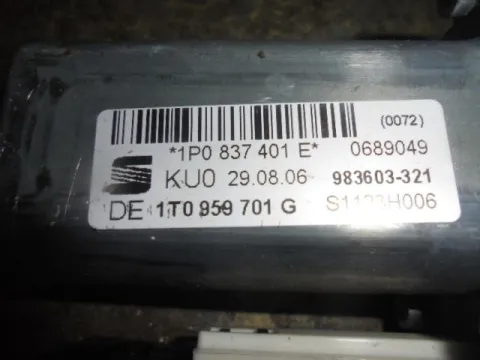 (0072)
*1P0 837 401 E* 0689049
KU0 29.08.06 983603-321
DE 1T0 959 701 G